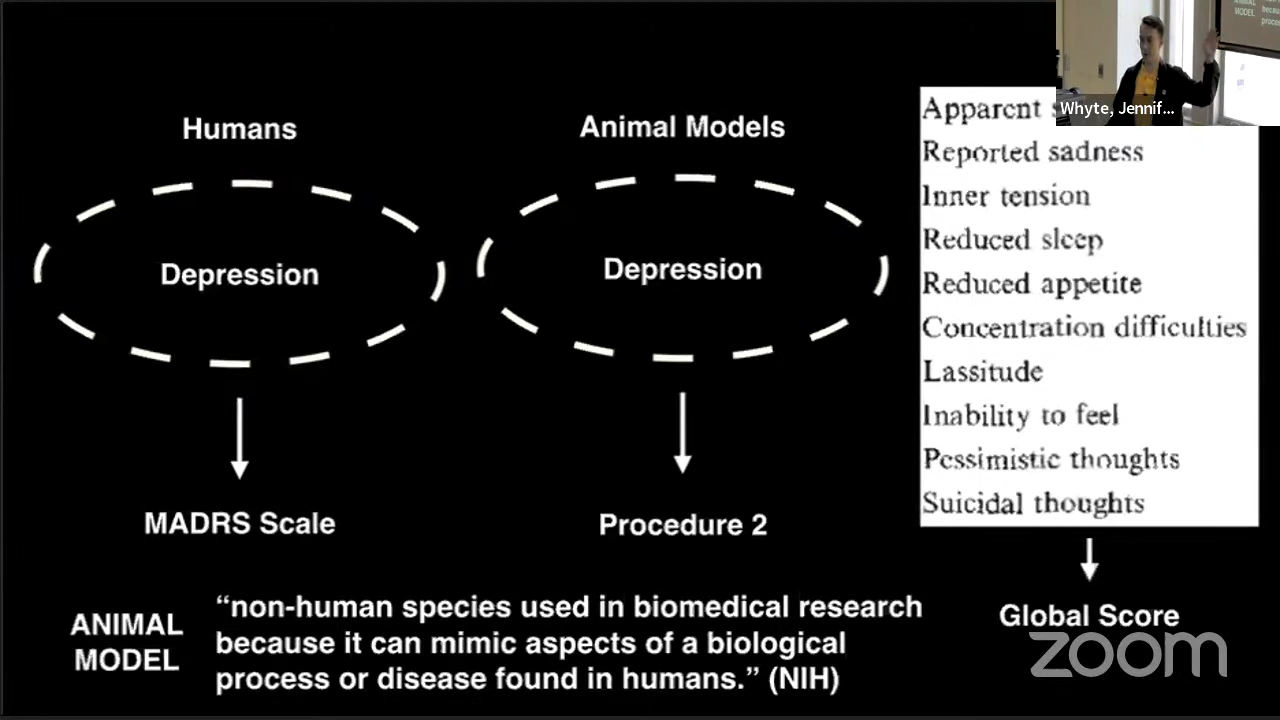 Humans
Animal Models
Depression
Depression
MADRS Scale
Procedure 2
ANIMAL
MODEL
“non-human species used in biomedical research
because it can mimic aspects of a biological
process or disease found in humans.” (NIH)
Apparent
Reported sadness
Inner tension
Reduced sleep
Reduced appetite
Concentration difficulties
Lassitude
Inability to feel
Pessimistic thoughts
Suicidal thoughts
Global Score
Whyte, Jennif...
zoom